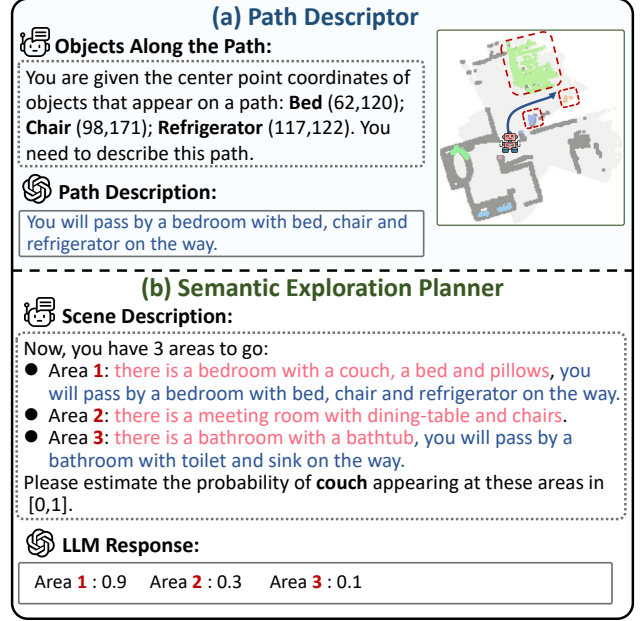 (a) Path Descriptor
Objects Along the Path:
You are given the center point coordinates of
objects that appear on a path: Bed (62,120);
Chair (98,171); Refrigerator (117,122). You
need to describe this path.
Path Description:
You will pass by a bedroom with bed, chair and
refrigerator on the way.
(b) Semantic Exploration Planner
Scene Description:
Now, you have 3 areas to go:
● Area 1: there is a bedroom with a couch, a bed and pillows, you
will pass by a bedroom with bed, chair and refrigerator on the way.
● Area 2: there is a meeting room with dining-table and chairs.
● Area 3: there is a bathroom with a bathtub, you will pass by a
bathroom with toilet and sink on the way.
Please estimate the probability of couch appearing at these areas in
[0,1].
LLM Response:
Area 1 : 0.9 Area 2 : 0.3 Area 3 : 0.1